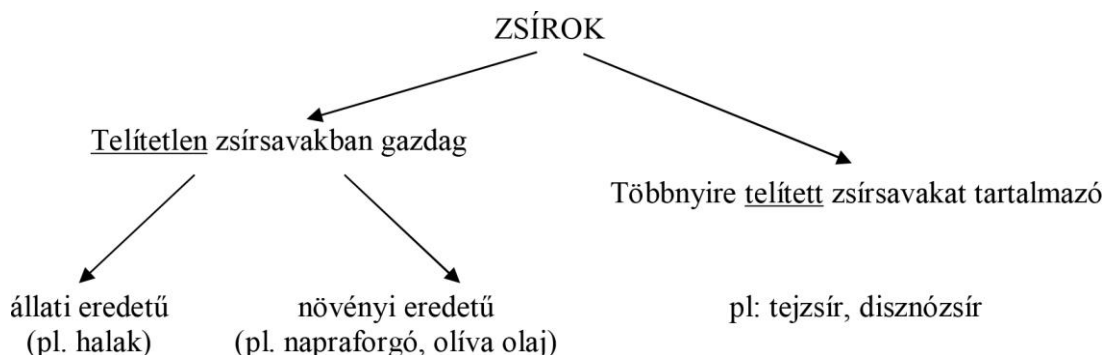 ZSÍROK
Telítetlen zsírsavakban gazdag
Többnyire telített zsírsavakat tartalmazó
állati eredetű
(pl. halak)
növényi eredetű
(pl. napraforgó, olíva olaj)
pl: tejzsír, disznózsír